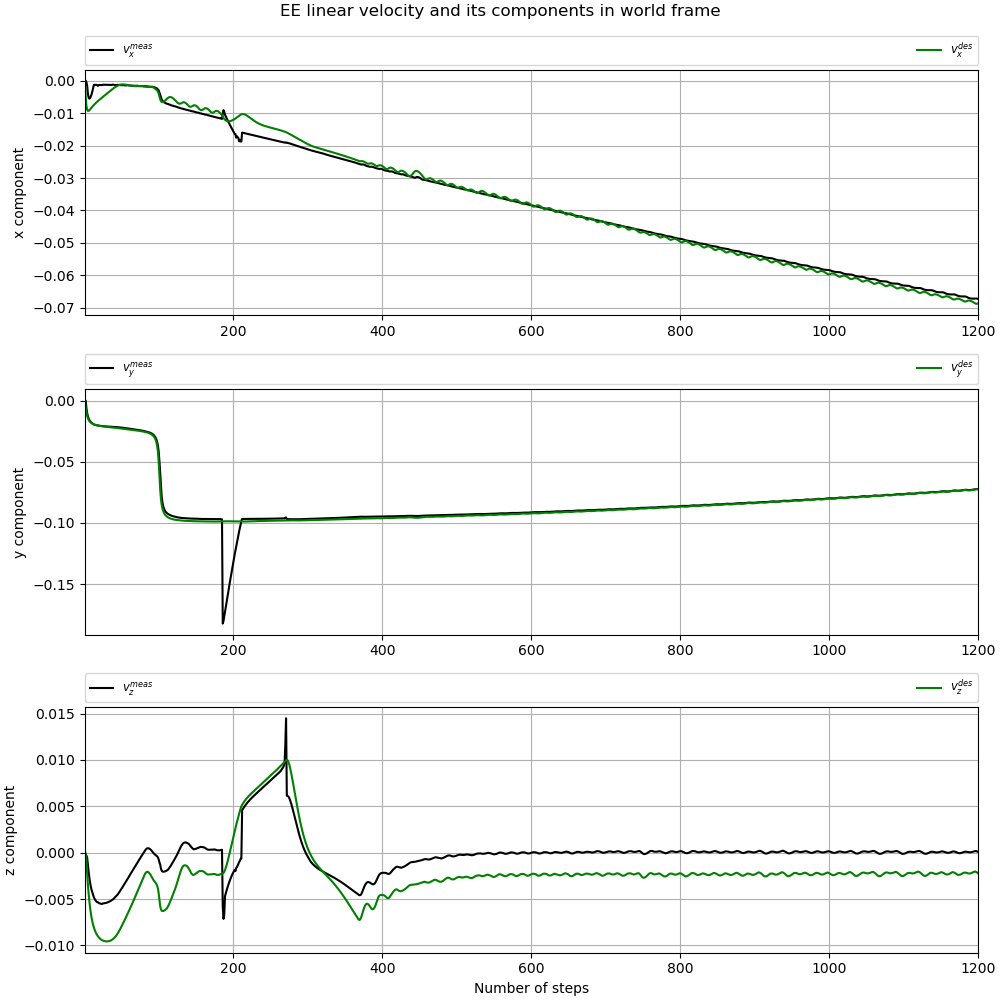 EE linear velocity and its components in world frame
v_x^{meas} v_x^{des}
0.00
−0.01
−0.02
−0.03
−0.04
−0.05
−0.06
−0.07
x component
200 400 600 800 1000 1200
v_y^{meas} v_y^{des}
0.00
−0.05
−0.10
−0.15
y component
200 400 600 800 1000 1200
v_z^{meas} v_z^{des}
0.015
0.010
0.005
0.000
−0.005
−0.010
z component
200 400 600 800 1000 1200
Number of steps